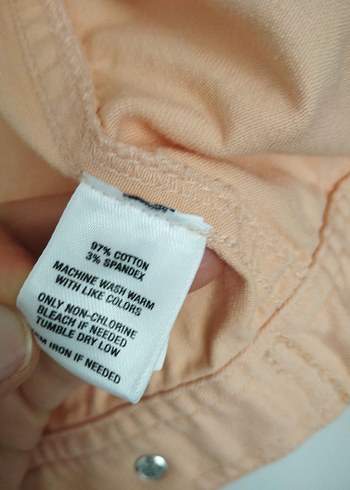 97% COTTON
3% SPANDEX
MACHINE WASH WARM
WITH LIKE COLORS
ONLY NON-CHLORINE
BLEACH IF NEEDED
TUMBLE DRY LOW
IRON IF NEEDED